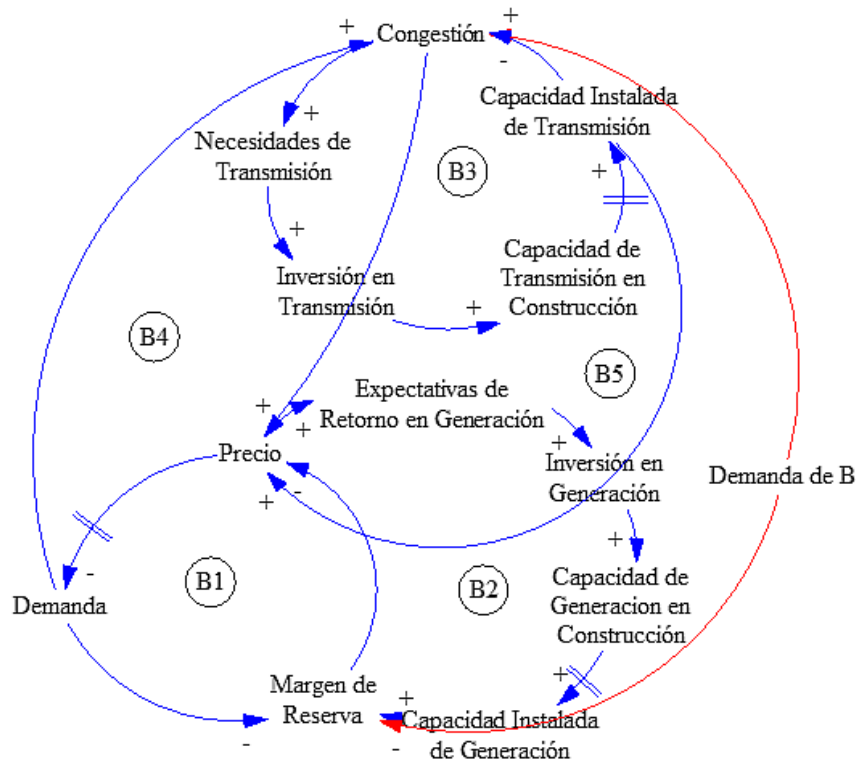 +
Congestión
+
-
Capacidad Instalada
de Transmisión
+
Necesidades de
Transmisión
B3
+
+
Capacidad de
Transmisión en
Construcción
Inversión en
Transmisión
+
B4
B5
Expectativas de
Retorno en Generación
+
+
+
Precio
Inversión en
Generación
Demanda de B
+
-
-
+
B1
B2
Capacidad de
Generacion en
Construcción
Demanda
+
Margen de
Reserva
+
Capacidad Instalada
de Generación
-
-